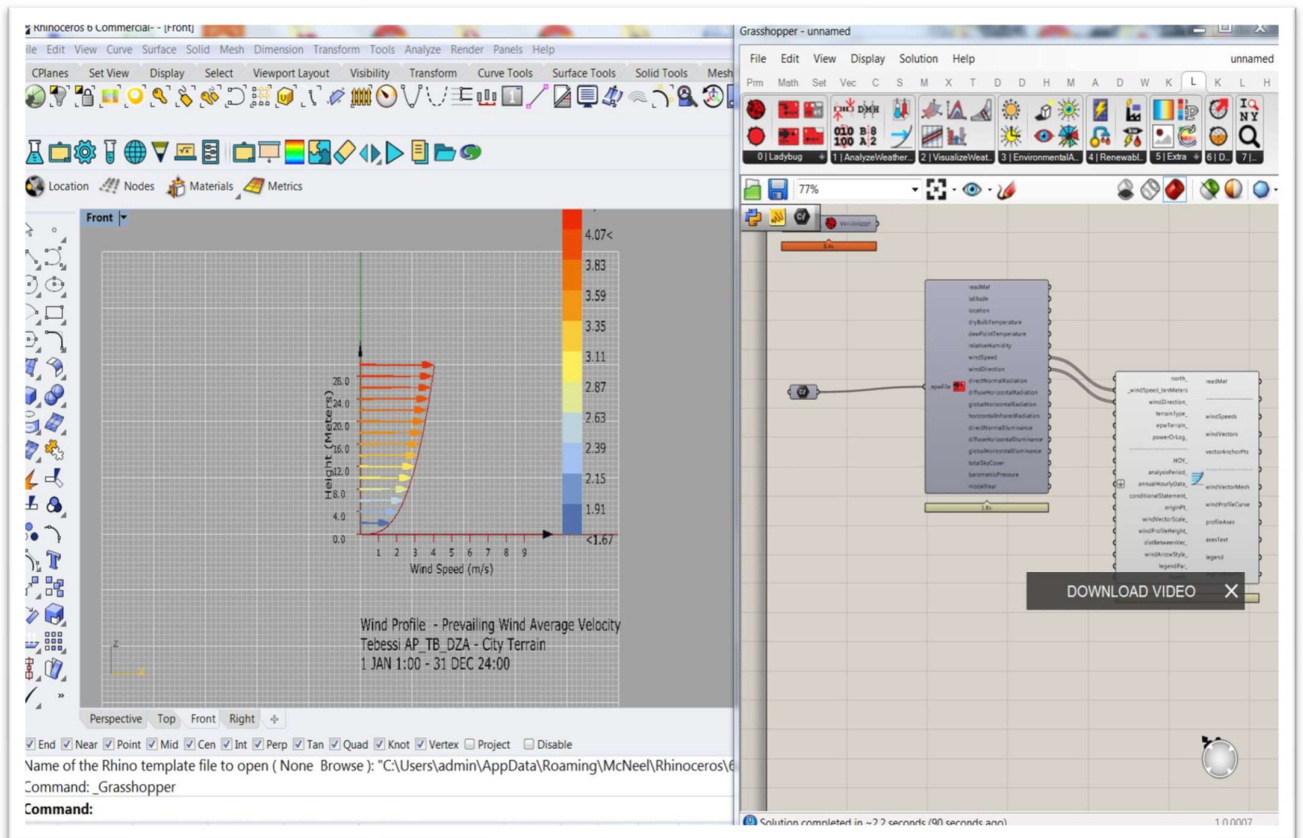 Rhinoceros 6 Commercial- - [Front]
ile Edit View Curve Surface Solid Mesh Dimension Transform Tools Analyze Render Panels Help
CPlanes Set View Display Select Viewport Layout Visibility Transform Curve Tools Surface Tools Solid Tools Mesh
Location Nodes Materials Metrics
Front
4.07<
3.83
3.59
3.35
3.11
2.87
2.63
2.39
2.15
1.91
<1.67
Height (Meters)
28.0
24.0
20.0
16.0
12.0
8.0
4.0
0.0
1 2 3 4 5 6 7 8 9
Wind Speed (m/s)
Wind Profile - Prevailing Wind Average Velocity
Tebessi AP_TB_DZA - City Terrain
1 JAN 1:00 - 31 DEC 24:00
z
x
Perspective Top Front Right
End Near Point Mid Cen Int Perp Tan Quad Knot Vertex Project Disable
Name of the Rhino template file to open ( None Browse ): "C:\Users\admin\AppData\Roaming\McNeel\Rhinoceros\6
Command: _Grasshopper
Command:
Grasshopper - unnamed
File Edit View Display Solution Help unnamed
Prm Math Set Vec C S M X T D D H M A D W K L K L H
0 | Ladybug 1 | AnalyzeWeather.. 2 | VisualizeWeat.. 3 | EnvironmentalA.. 4 | Renewabl.. 5 | Extra 6 | D.. 7 |..
77%
readMe!
latitude
location
dryBulbTemperature
dewPointTemperature
relativeHumidity
windSpeed
windDirection
directNormalRadiation
diffuseHorizontalRadiation
globalHorizontalRadiation
horizontalInfraredRadiation
directNormalIlluminance
diffuseHorizontalIlluminance
globalHorizontalIlluminance
totalSkyCover
barometricPressure
modelYear
_epwFile
1.8s
north_
_windSpeed_tenMeters
windDirection_
terrainType_
epwTerrain_
powerOrLog_
HOY_
analysisPeriod_
annualHourlyData_
conditionalStatement_
originPt_
windVectorScale_
windProfileHeight_
distBetweenVec_
windArrowStyle_
legendPar_
readMe!
windSpeeds
windVectors
vectorAnchorPts
windVectorMesh
windProfileCurve
profileAxes
axesText
legend
DOWNLOAD VIDEO X
Solution completed in ~2.2 seconds (90 seconds ago)
1.0.0007